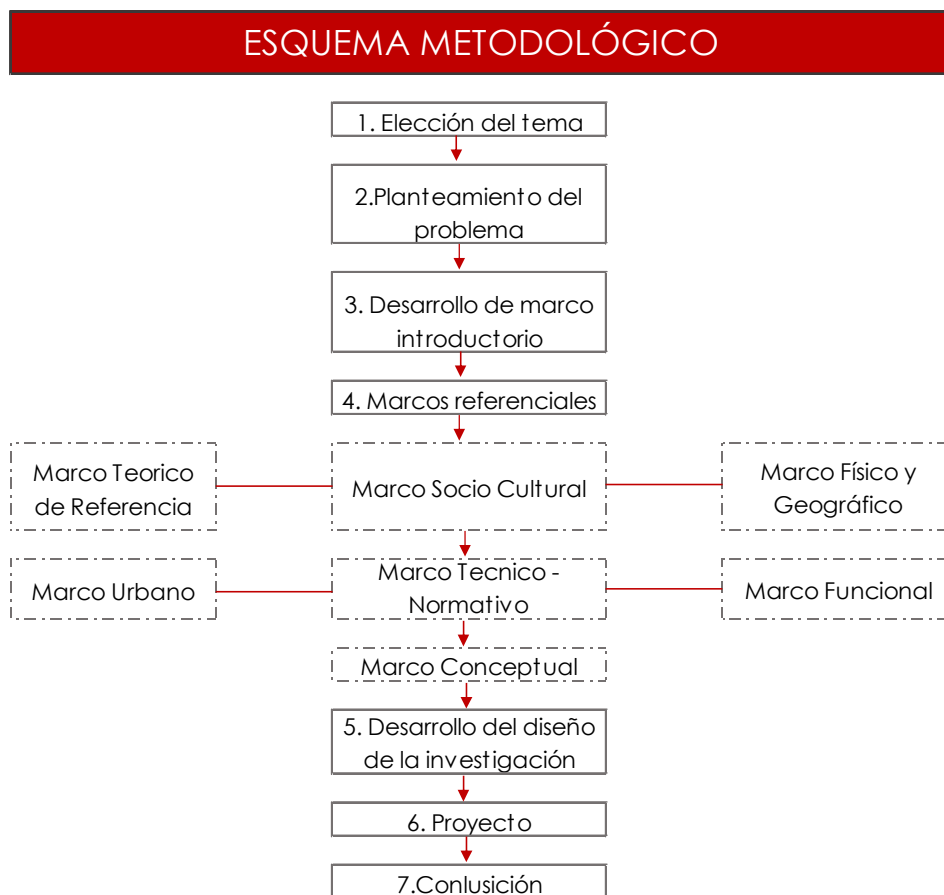 ESQUEMA METODOLÓGICO
1. Elección del tema
2.Planteamiento del
problema
3. Desarrollo de marco
introductorio
4. Marcos referenciales
Marco Teorico
de Referencia
Marco Socio Cultural
Marco Físico y
Geográfico
Marco Urbano
Marco Tecnico -
Normativo
Marco Funcional
Marco Conceptual
5. Desarrollo del diseño
de la investigación
6. Proyecto
7.Conlusición